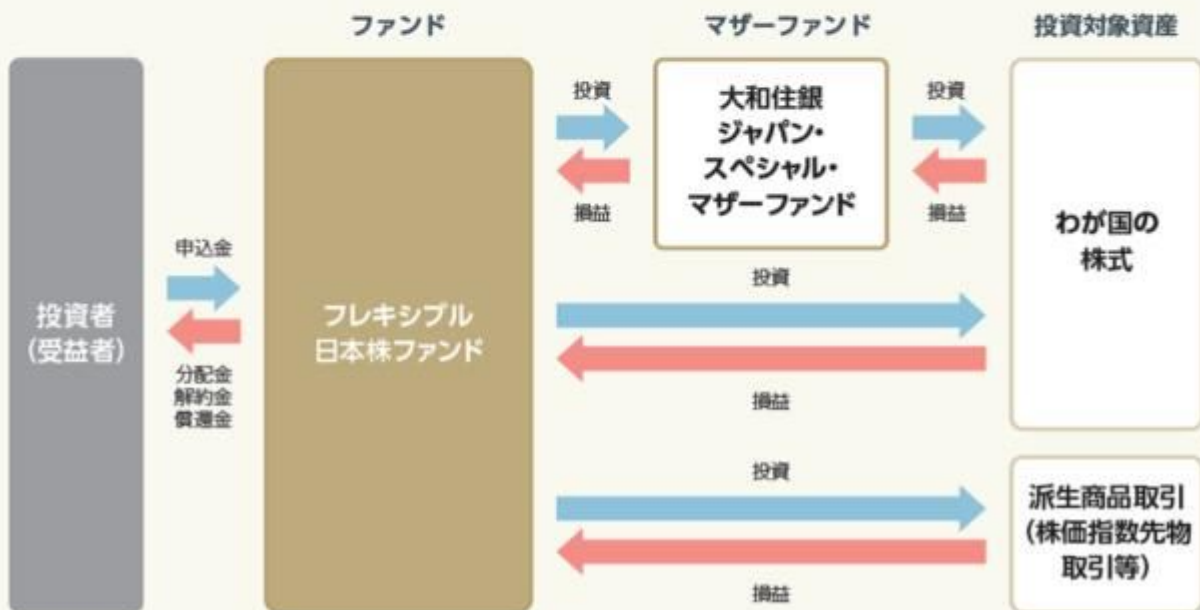 ファンド
マザーファンド
投資対象資産
投資者
(受益者)
申込金
分配金
解約金
償還金
フレキシブル
日本株ファンド
投資
損益
大和住銀
ジャパン・
スペシャル・
マザーファンド
投資
損益
わが国の
株式
投資
損益
投資
損益
派生商品取引
(株価指数先物
取引等)